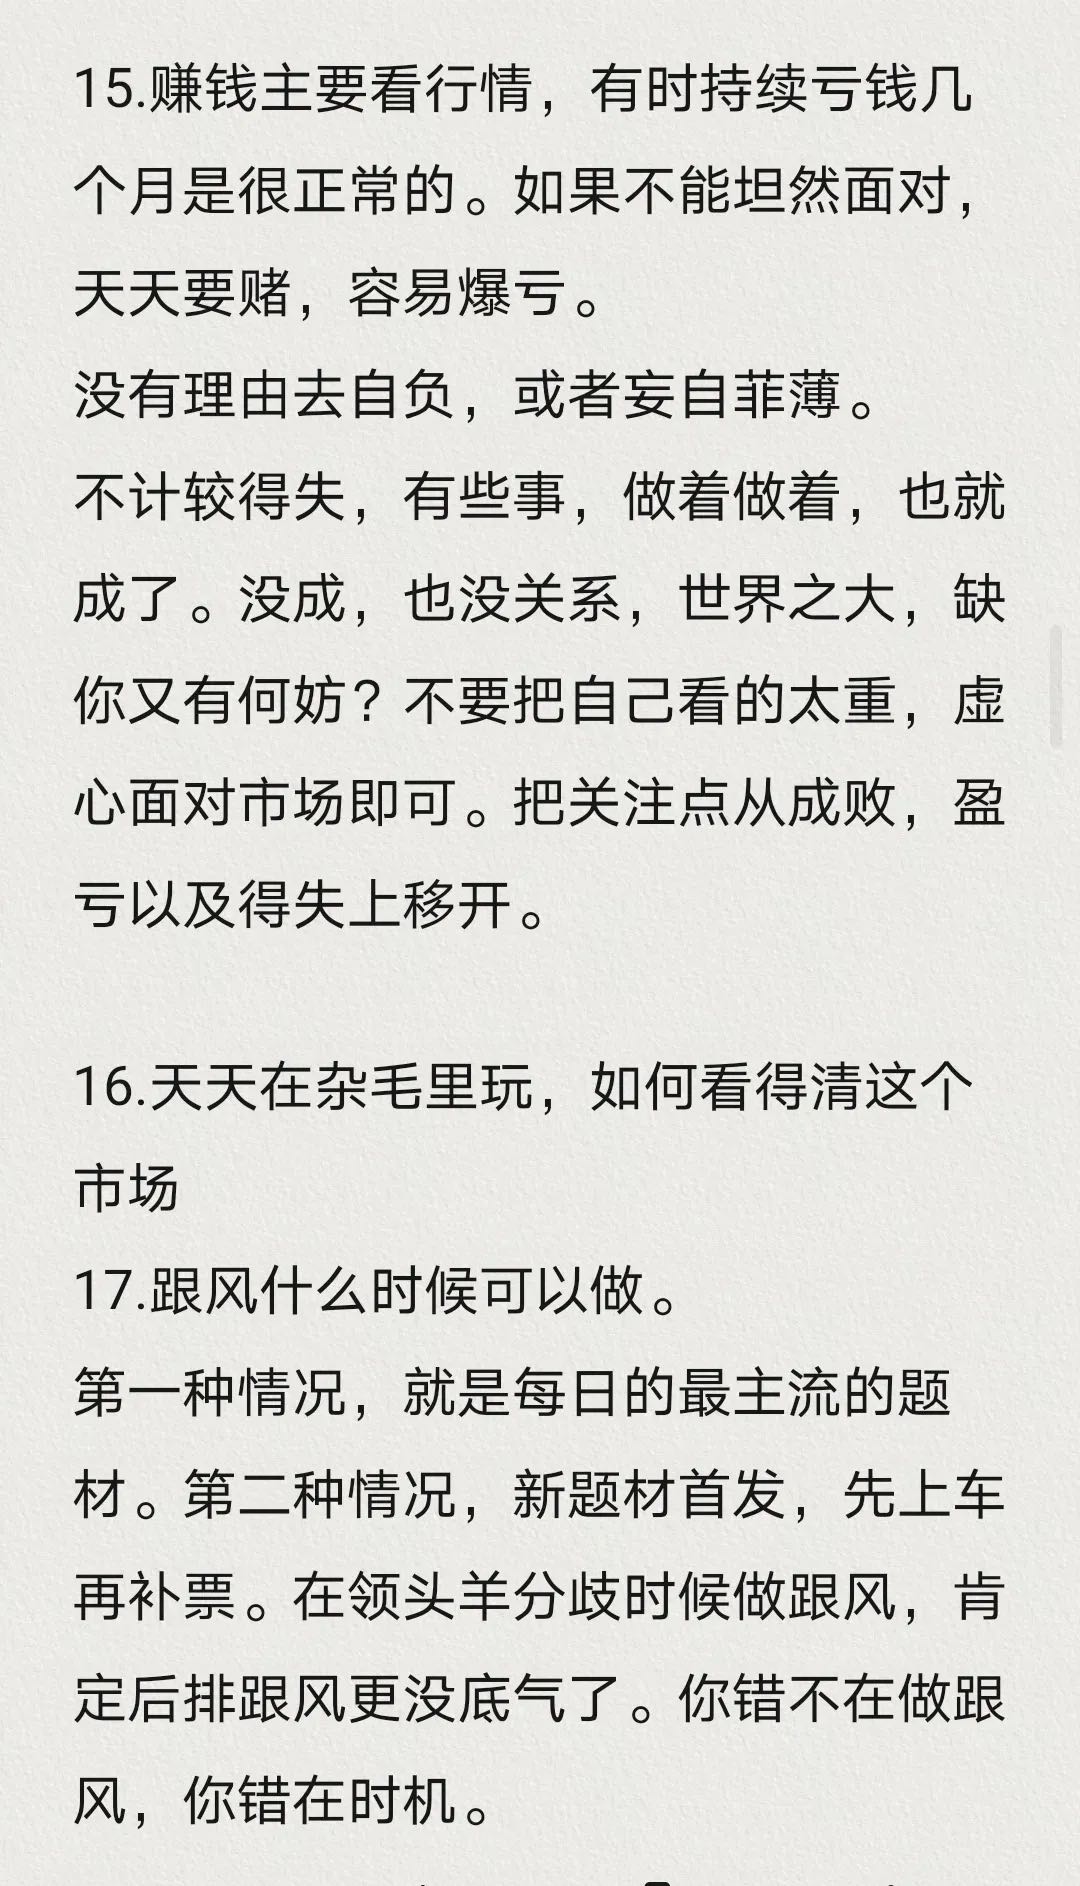 15.赚钱主要看行情，有时持续亏钱几
个月是很正常的。如果不能坦然面对，
天天要赌，容易爆亏。
没有理由去自负，或者妄自菲薄。
不计较得失，有些事，做着做着，也就
成了。没成，也没关系，世界之大，缺
你又有何妨？不要把自己看的太重，虚
心面对市场即可。把关注点从成败，盈
亏以及得失上移开。
16.天天在杂毛里玩，如何看得清这个
市场
17.跟风什么时候可以做。
第一种情况，就是每日的最主流的题
材。第二种情况，新题材首发，先上车
再补票。在领头羊分歧时候做跟风，肯
定后排跟风更没底气了。你错不在做跟
风，你错在时机。